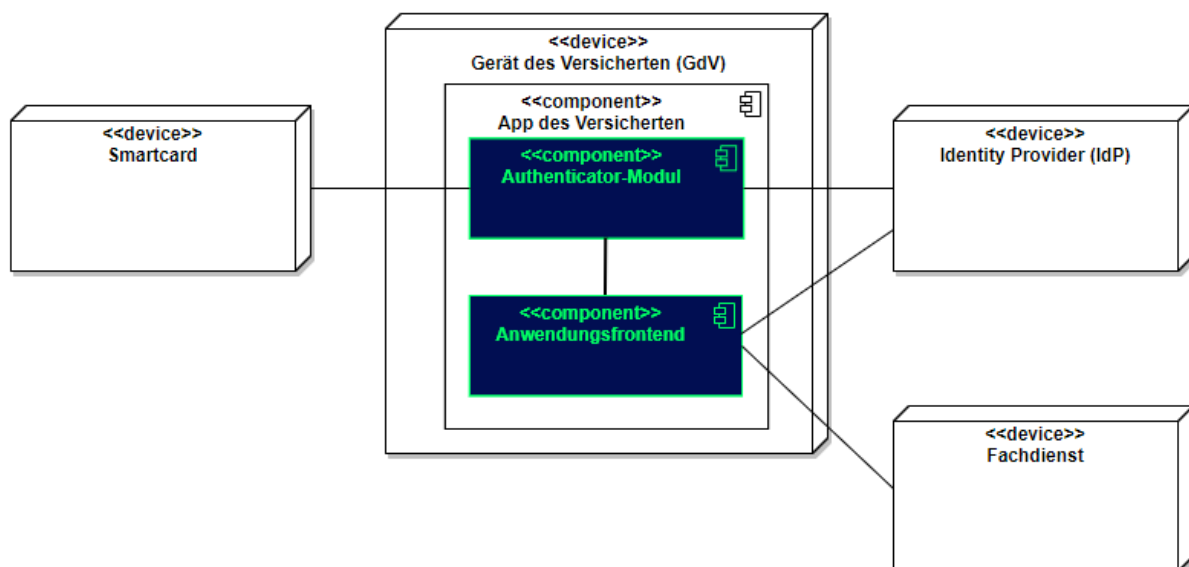 <<device>>
Gerät des Versicherten (GdV)
<<component>>
App des Versicherten
<<device>>
Smartcard
<<component>>
Authenticator-Modul
<<device>>
Identity Provider (IdP)
<<component>>
Anwendungsfrontend
<<device>>
Fachdienst